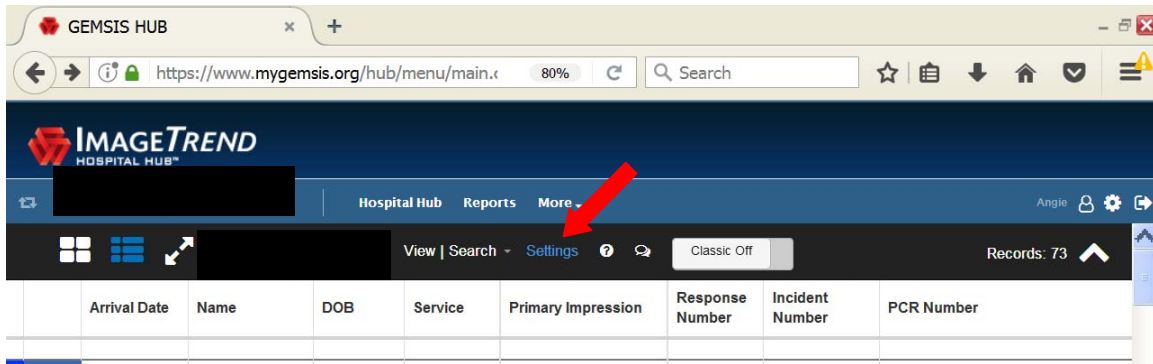 GEMSIS HUB
https://www.mygemsis.org/hub/menu/main.c 80% Search
IMAGETREND
HOSPITAL HUB™
Hospital Hub Reports More Angie
View | Search Settings ? Classic Off Records: 73
Arrival Date Name DOB Service Primary Impression Response Number Incident Number PCR Number